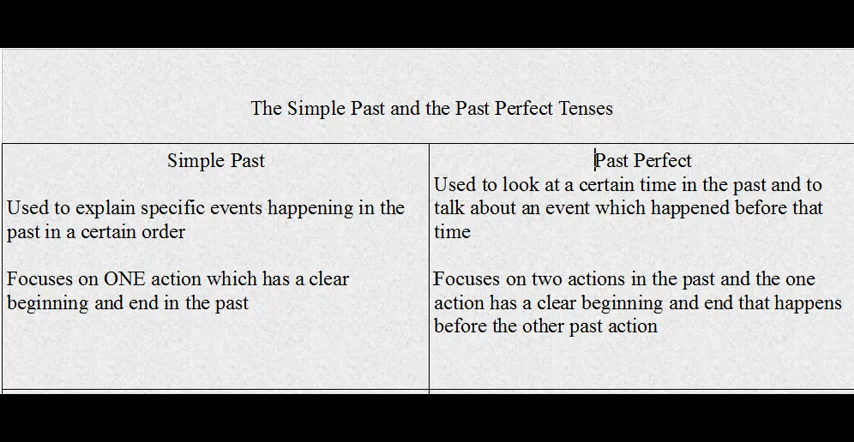 The Simple Past and the Past Perfect Tenses
Simple Past
Used to explain specific events happening in the
past in a certain order
Focuses on ONE action which has a clear
beginning and end in the past
Past Perfect
Used to look at a certain time in the past and to
talk about an event which happened before that
time
Focuses on two actions in the past and the one
action has a clear beginning and end that happens
before the other past action